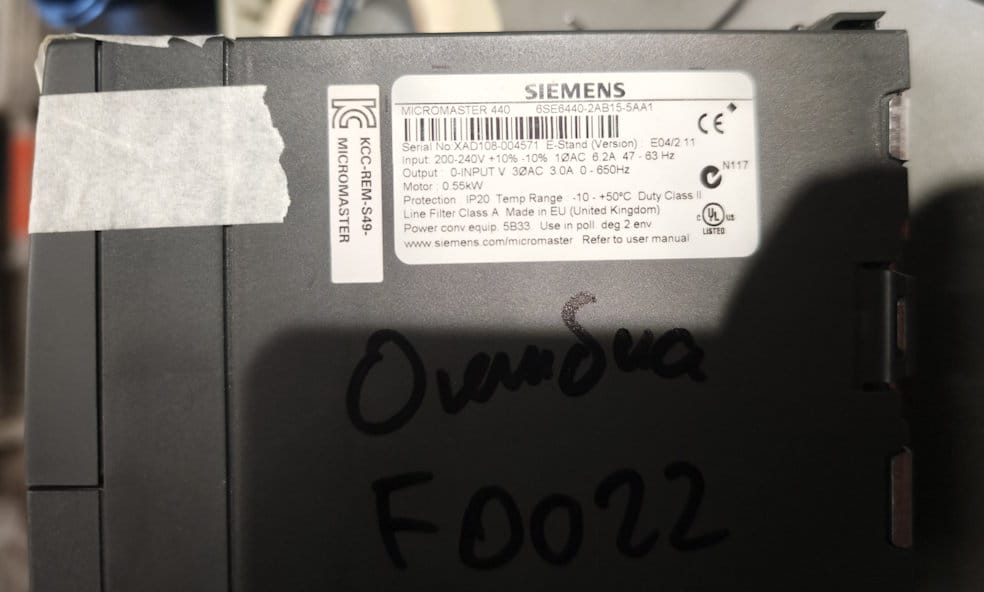 SIEMENS
MICROMASTER 440 6SE6440-2AB15-5AA1
Serial No:XAD108-004571 E-Stand (Version) : E04/2.11
Input: 200-240V +10% -10% 1ØAC 6.2A 47 - 63 Hz
Output : 0-INPUT V 3ØAC 3.0A 0 - 650Hz
Motor : 0.55kW
Protection : IP20 Temp Range : -10 - +50ºC Duty Class II
Line Filter Class A Made in EU (United Kingdom)
Power conv equip. 5B33 Use in poll. deg.2 env.
www.siemens.com/micromaster Refer to user manual
CE
N117
C UL US
LISTED
KCC-REM-S49-
MICROMASTER
Ошибка
F0022